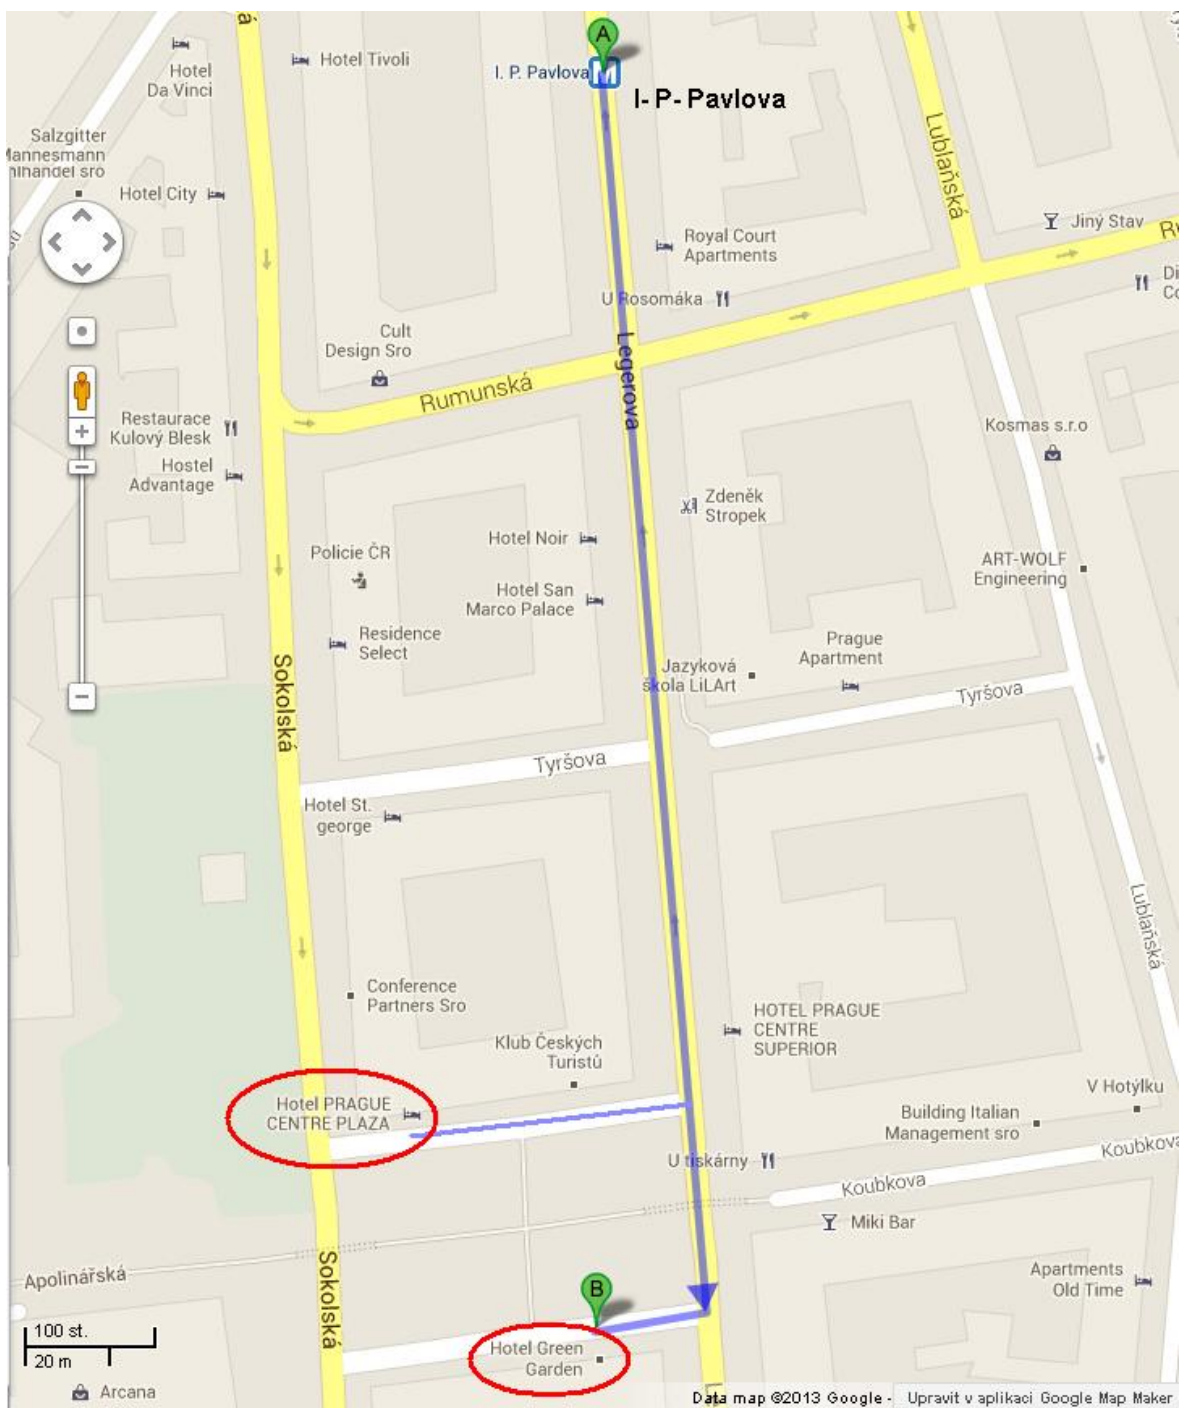 á
A
Hotel
Da Vinci
Hotel Tivoli
I. P. Pavlova
M
I- P- Pavlova
Salzgitter
Mannesmann
Hotel City
Lublaňská
Jiný Stav
Royal Court
Apartments
U Rosomáka
Cult
Design Sro
Legerova
Rumunská
Restaurace
Kulový Blesk
Hostel
Advantage
Kosmas s.r.o
Zdeněk
Stropek
Hotel Noir
Policie ČR
ART-WOLF
Engineering
Hotel San
Marco Palace
Residence
Select
Prague
Apartment
Jazyková
škola LiLArt
Sokolská
Tyršova
Tyršova
Hotel St.
george
Lublaňská
Conference
Partners Sro
HOTEL PRAGUE
CENTRE
SUPERIOR
Klub Českých
Turistů
V Hotýlku
Hotel PRAGUE
CENTRE PLAZA
Building Italian
Management sro
U tiskárny
Koubkova
Koubkova
Miki Bar
Apolinářská
Sokolská
B
Apartments
Old Time
100 st.
20 m
Hotel Green
Garden
Arcana
Data map ©2013 Google - Upravit v aplikaci Google Map Maker